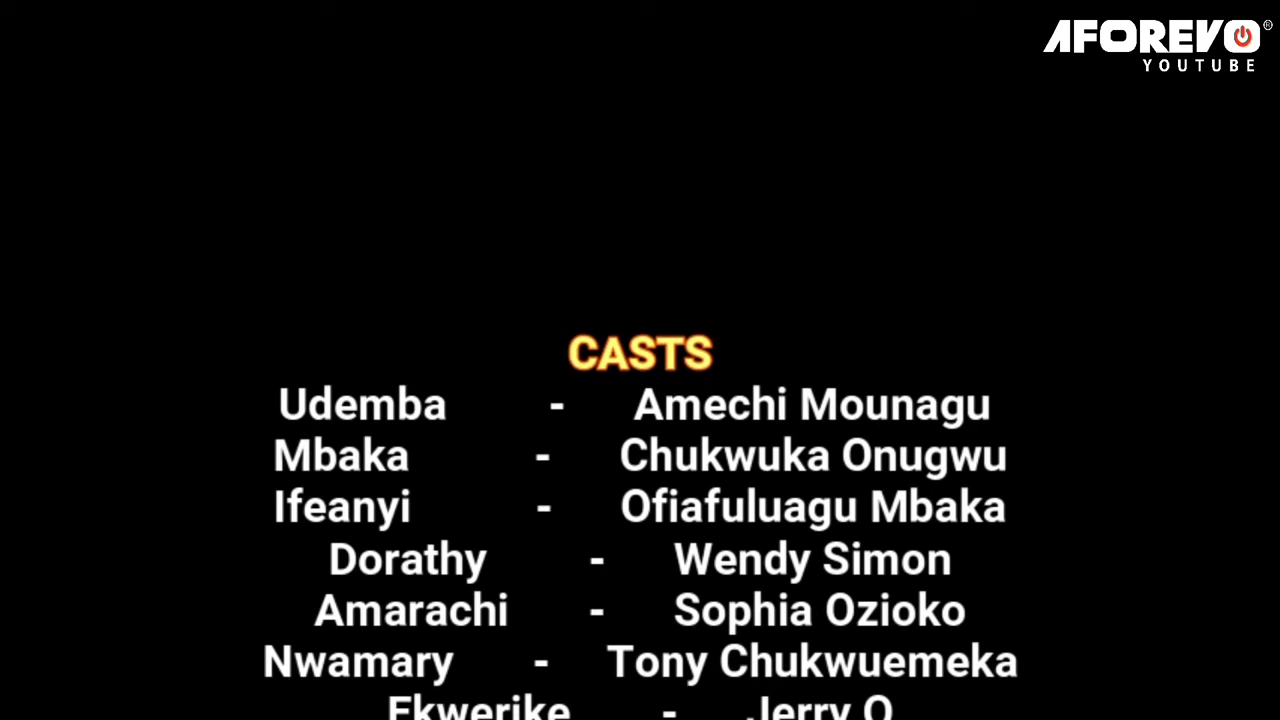 AFOREVO®
YOUTUBE
CASTS
Udemba - Amechi Mounagu
Mbaka - Chukwuka Onugwu
Ifeanyi - Ofiafuluagu Mbaka
Dorathy - Wendy Simon
Amarachi - Sophia Ozioko
Nwamary - Tony Chukwuemeka
Ekwerike - Jerry O